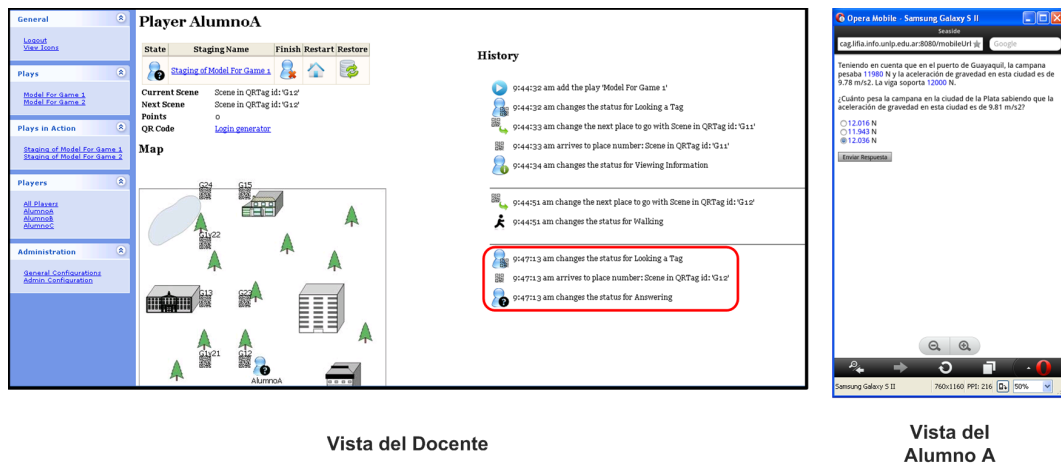 General
Logout
View Icons
Plays
Model For Game 1
Model For Game 2
Plays in Action
Staging of Model For Game 1
Staging of Model For Game 2
Players
All Players
AlumnoA
AlumnoB
AlumnoC
Administration
General Configurations
Admin Configuration
Player AlumnoA
State Staging Name Finish Restart Restore
Staging of Model For Game 1
Current Scene Scene in QRTag id: 'G12'
Next Scene Scene in QRTag id: 'G12'
Points 0
QR Code Login generator
Map
G24 G15
G1y22
G13 G23
G1y21 G12
AlumnoA
History
9:44:32 am add the play 'Model For Game 1'
9:44:32 am changes the status for Looking a Tag
9:44:33 am change the next place to go with Scene in QRTag id: 'G11'
9:44:33 am arrives to place number: Scene in QRTag id: 'G11'
9:44:34 am changes the status for Viewing Information
9:44:51 am change the next place to go with Scene in QRTag id: 'G12'
9:44:51 am changes the status for Walking
9:47:13 am changes the status for Looking a Tag
9:47:13 am arrives to place number: Scene in QRTag id: 'G12'
9:47:13 am changes the status for Answering
Opera Mobile - Samsung Galaxy S II
Seaside
cag.lifia.info.unlp.edu.ar:8080/mobileUrl Google
Teniendo en cuenta que en el puerto de Guayaquil, la campana
pesaba 11980 N y la aceleración de gravedad en esta ciudad es de
9.78 m/s2. La viga soporta 12000 N.
¿Cuánto pesa la campana en la ciudad de la Plata sabiendo que la
aceleración de gravedad en esta ciudad es de 9.81 m/s2?
12.016 N
11.943 N
12.036 N
Enviar Respuesta
Samsung Galaxy S II 760x1160 PPI: 216 50%
Vista del Docente
Vista del
Alumno A